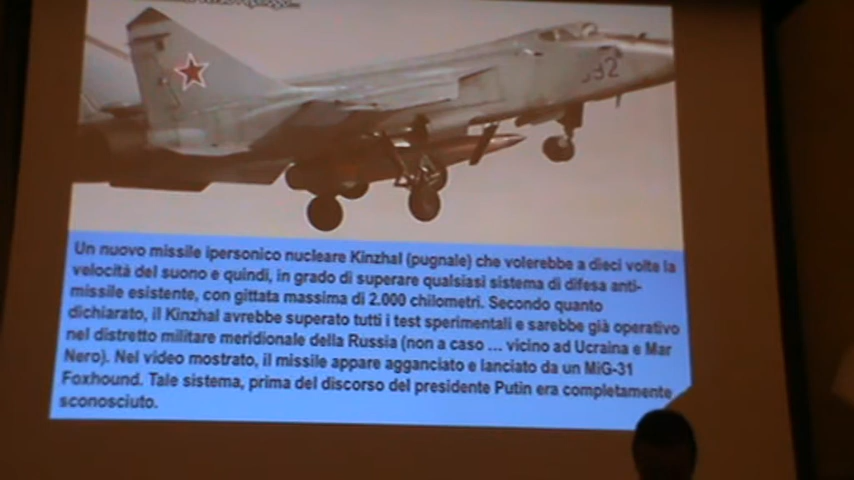 332
Un nuovo missile ipersonico nucleare Kinzhal (pugnale) che volerebbe a dieci volte la
velocità del suono e quindi, in grado di superare qualsiasi sistema di difesa anti-
missile esistente, con gittata massima di 2.000 chilometri. Secondo quanto
dichiarato, il Kinzhal avrebbe superato tutti i test sperimentali e sarebbe già operativo
nel distretto militare meridionale della Russia (non a caso ... vicino ad Ucraina e Mar
Nero). Nel video mostrato, il missile appare agganciato e lanciato da un MiG-31
Foxhound. Tale sistema, prima del discorso del presidente Putin era completamente
sconosciuto.